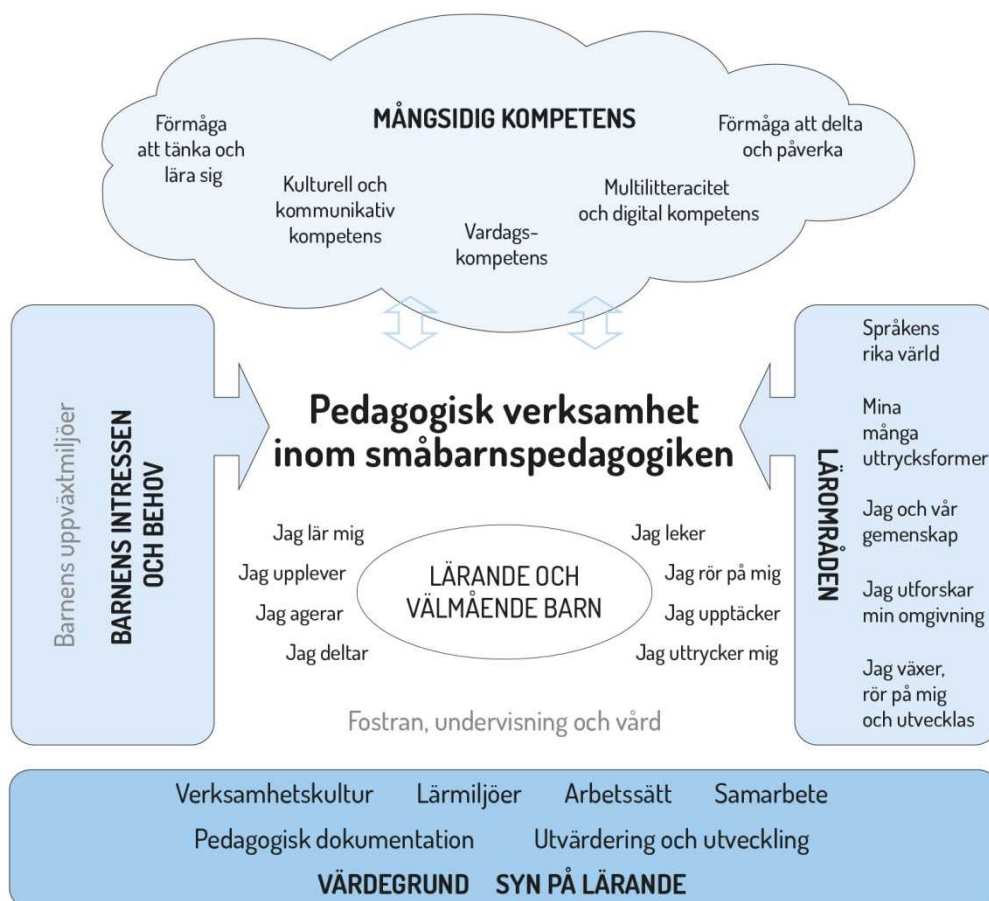 MÅNGSIDIG KOMPETENS
Förmåga
att tänka och
lära sig
Kulturell och
kommunikativ
kompetens
Vardags-
kompetens
Multilitteracitet
och digital kompetens
Förmåga att delta
och påverka
Barnens uppväxtmiljöer
BARNENS INTRESSEN
OCH BEHOV
Pedagogisk verksamhet
inom småbarnspedagogiken
Jag lär mig
Jag upplever
Jag agerar
Jag deltar
LÄRANDE OCH
VÄLMÅENDE BARN
Jag leker
Jag rör på mig
Jag upptäcker
Jag uttrycker mig
Fostran, undervisning och vård
LÄROMRÅDEN
Språkens
rika värld
Mina
många
uttrycksformer
Jag och vår
gemenskap
Jag utforskar
min omgivning
Jag växer,
rör på mig
och utvecklas
Verksamhetskultur Lärmiljöer Arbetssätt Samarbete
Pedagogisk dokumentation Utvärdering och utveckling
VÄRDEGRUND SYN PÅ LÄRANDE